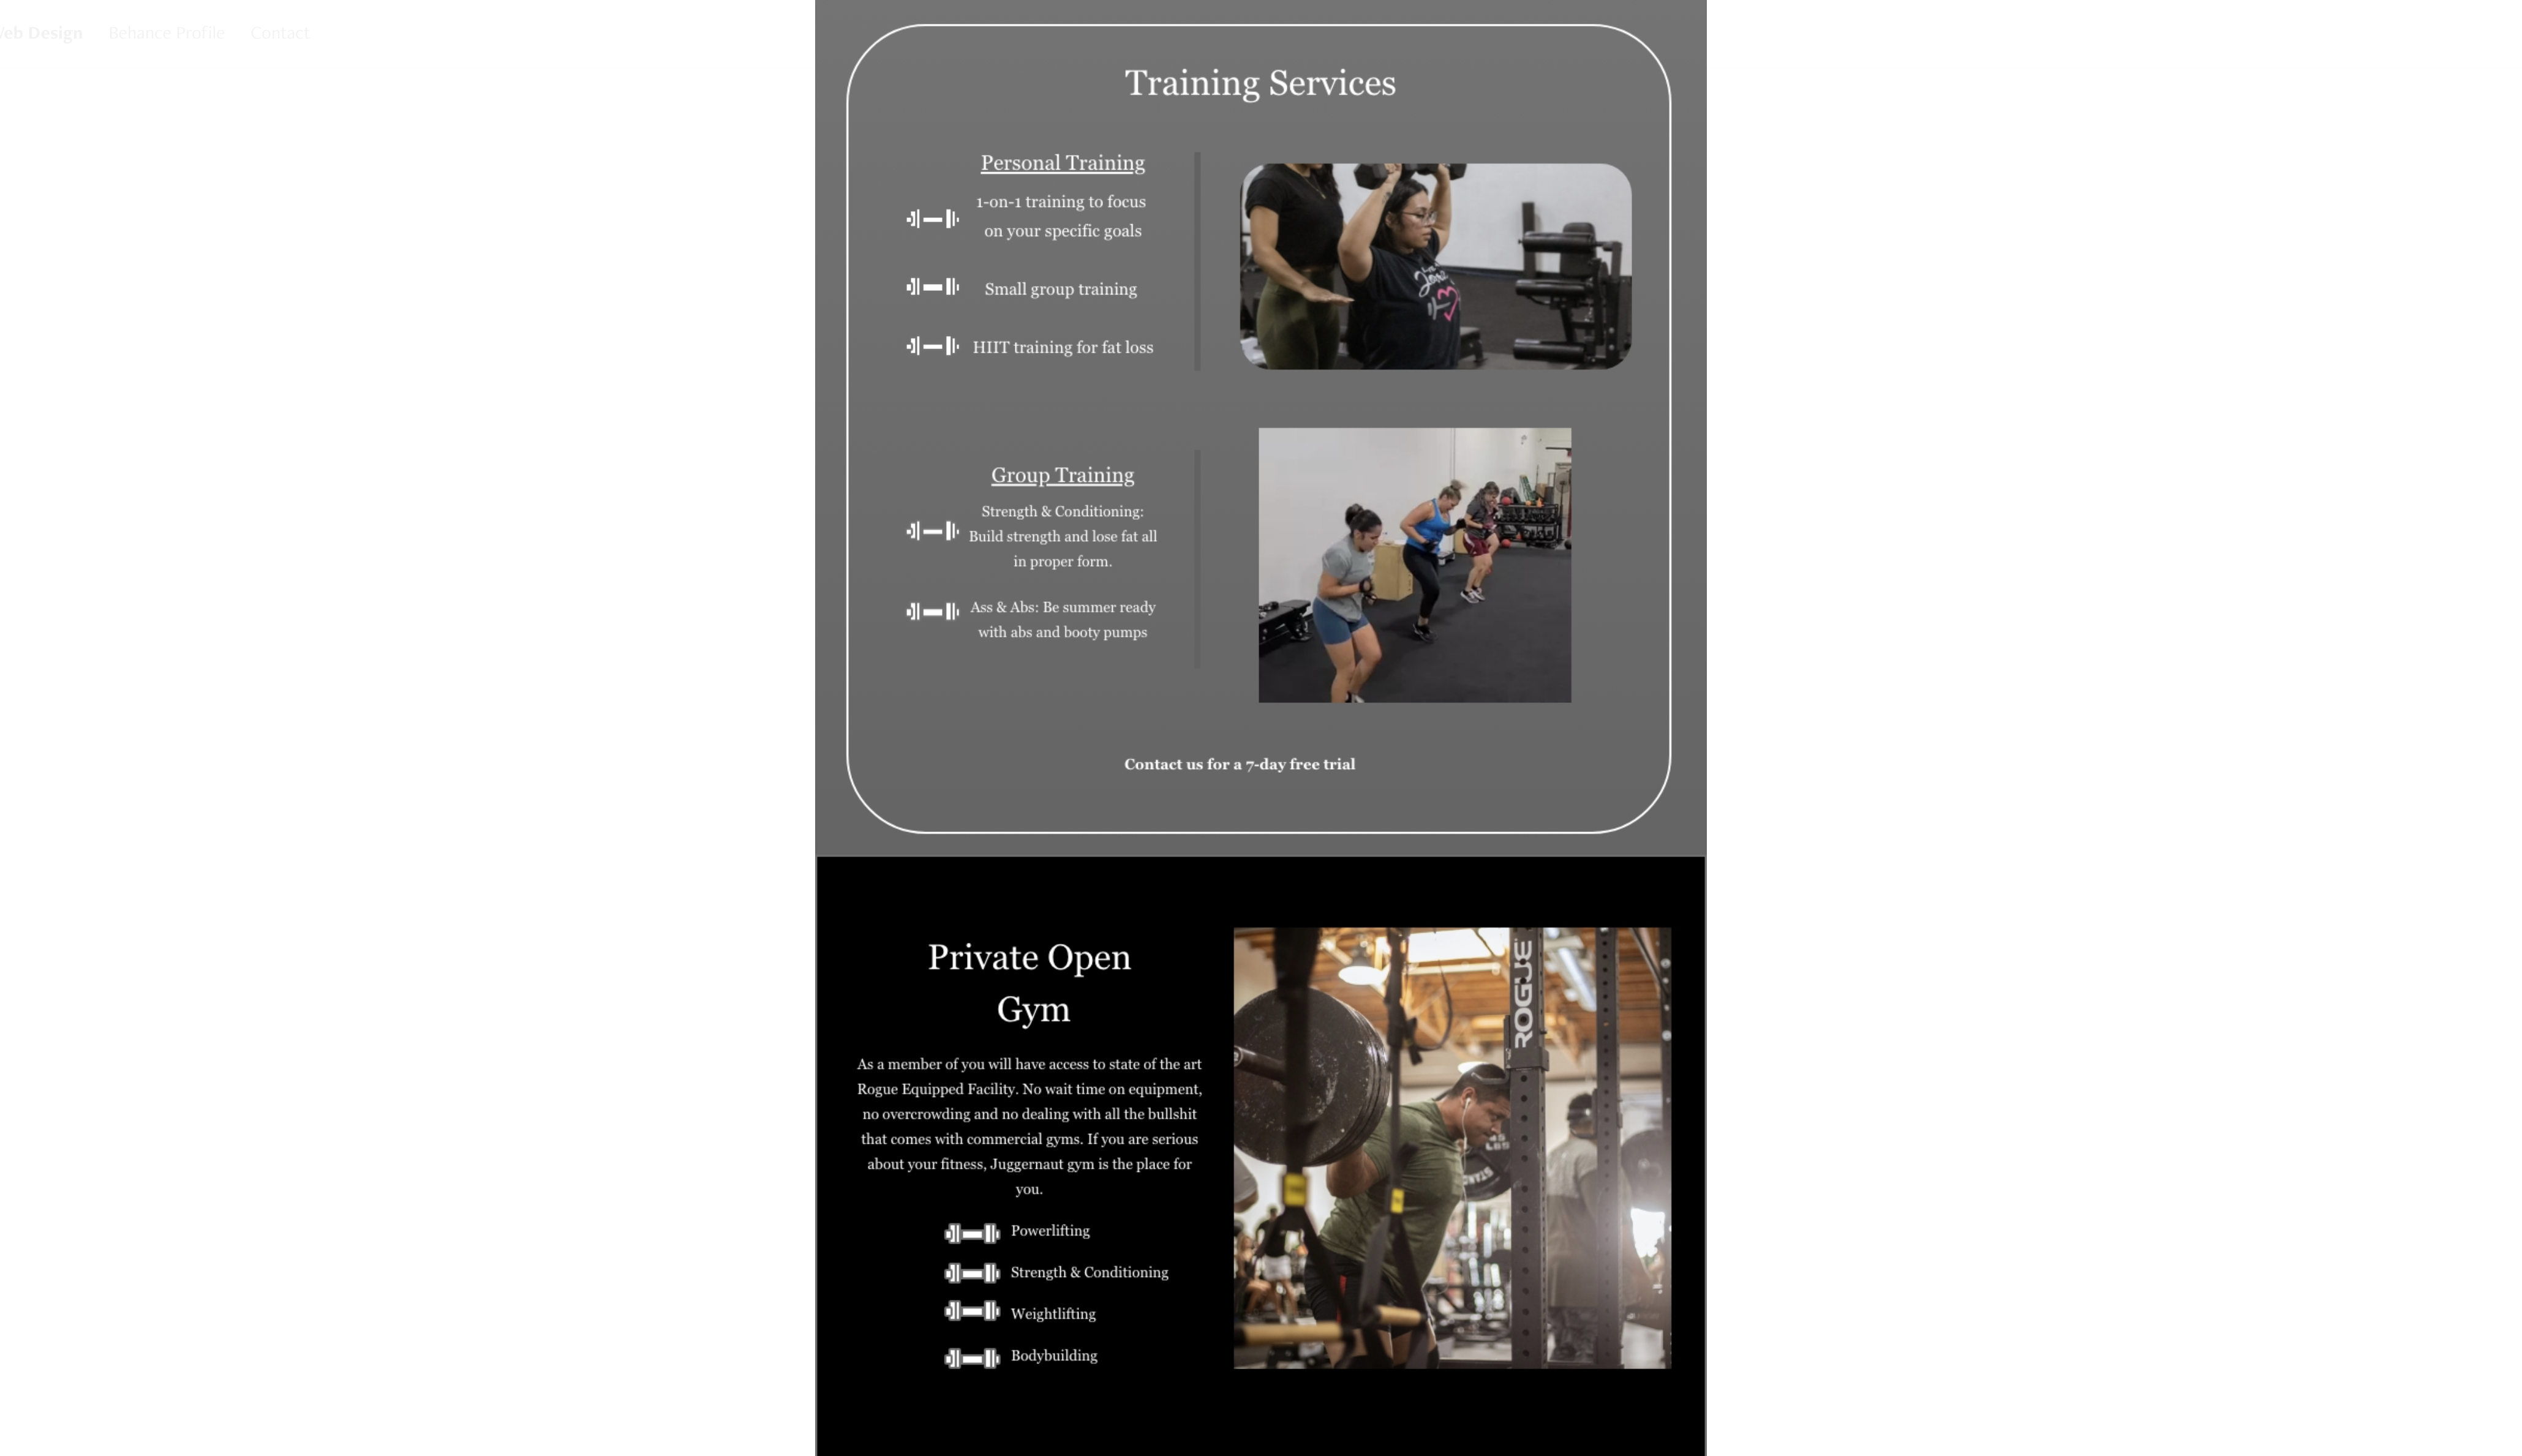 Web Design Behance Profile Contact
Training Services
Personal Training
1-on-1 training to focus
on your specific goals
Small group training
HIIT training for fat loss
Group Training
Strength & Conditioning:
Build strength and lose fat all
in proper form.
Ass & Abs: Be summer ready
with abs and booty pumps
Contact us for a 7-day free trial
Private Open
Gym
As a member of you will have access to state of the art
Rogue Equipped Facility. No wait time on equipment,
no overcrowding and no dealing with all the bullshit
that comes with commercial gyms. If you are serious
about your fitness, Juggernaut gym is the place for
you.
Powerlifting
Strength & Conditioning
Weightlifting
Bodybuilding
ROGUE